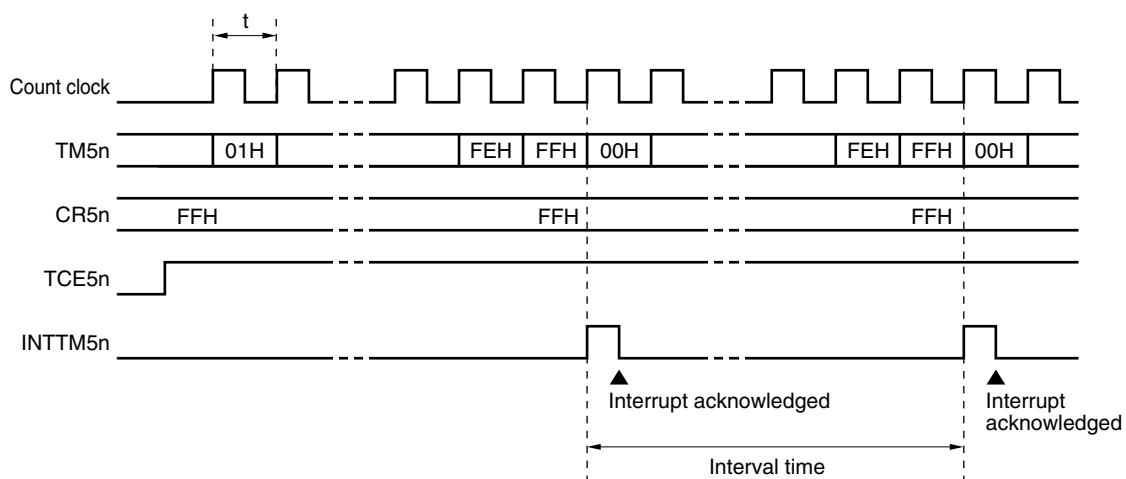 t
Count clock
TM5n 01H FEH FFH 00H FEH FFH 00H
CR5n FFH FFH FFH
TCE5n
INTTM5n
Interrupt acknowledged Interrupt
acknowledged
Interval time